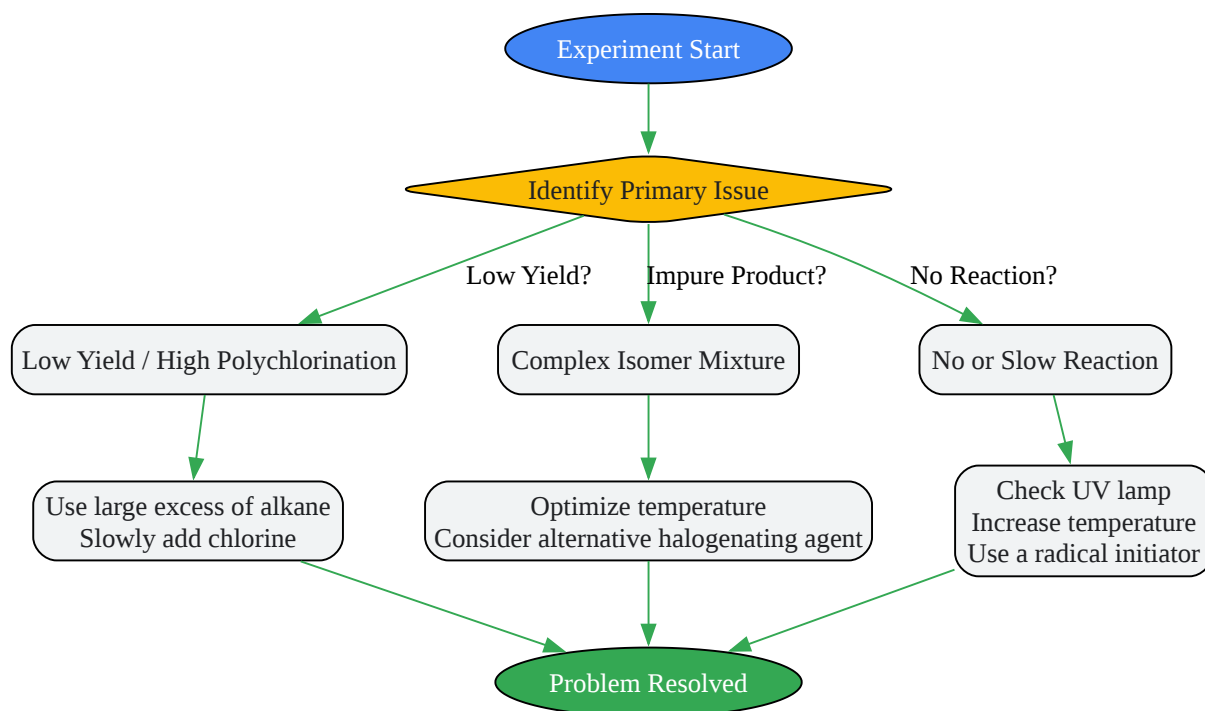 Experiment Start
Identify Primary Issue
Low Yield?
Impure Product?
No Reaction?
Low Yield / High Polychlorination
Complex Isomer Mixture
No or Slow Reaction
Use large excess of alkane
Slowly add chlorine
Optimize temperature
Consider alternative halogenating agent
Check UV lamp
Increase temperature
Use a radical initiator
Problem Resolved